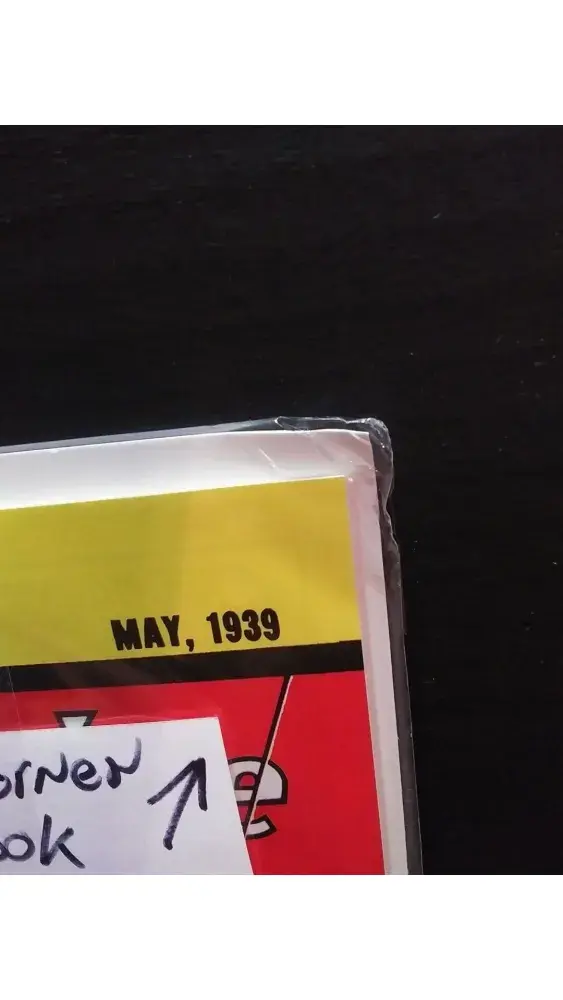 MAY, 1939
e
orner ↗
ook